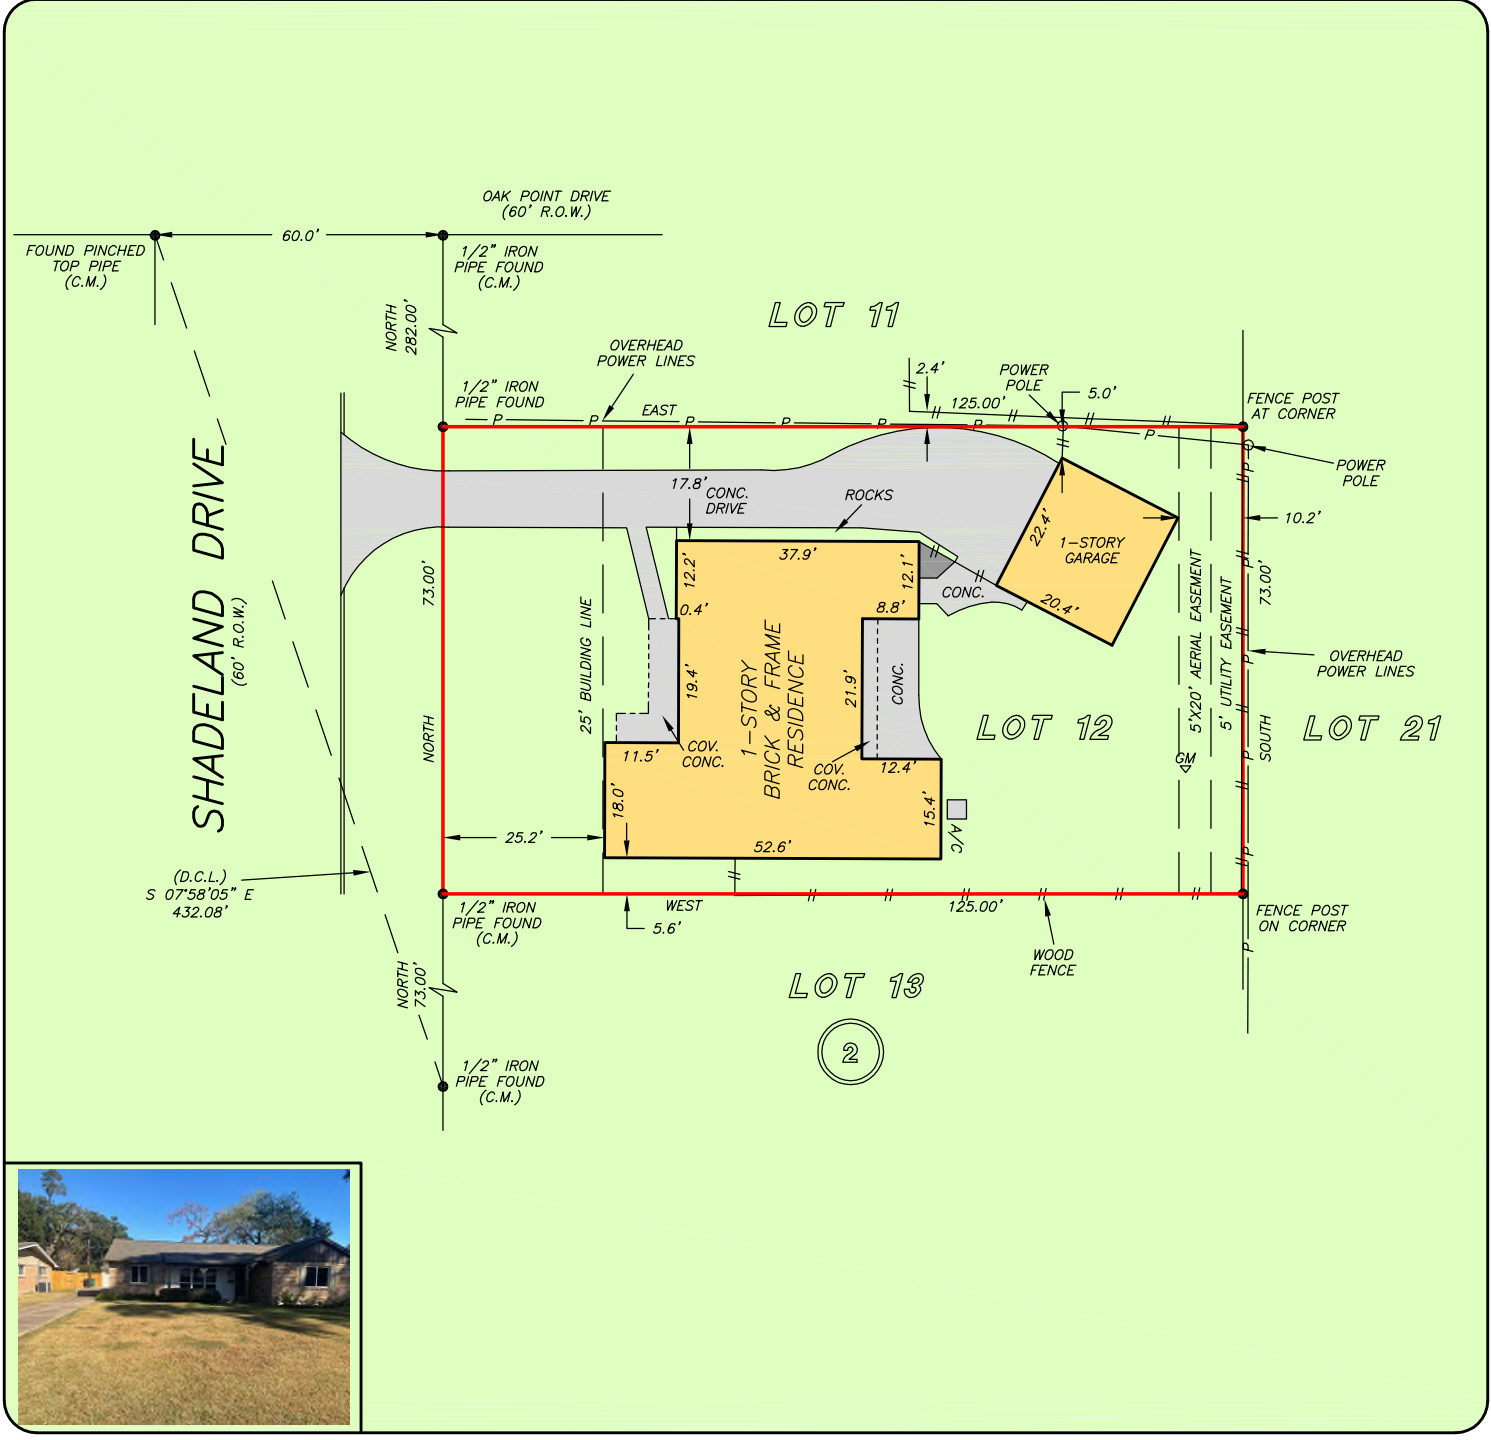 OAK POINT DRIVE
(60' R.O.W.)
60.0'
FOUND PINCHED
TOP PIPE
(C.M.)
1/2" IRON
PIPE FOUND
(C.M.)
NORTH
282.00'
LOT 11
OVERHEAD
POWER LINES
2.4'
POWER
POLE
5.0'
1/2" IRON
PIPE FOUND
125.00'
FENCE POST
AT CORNER
EAST
P P P P P P P
POWER
POLE
17.8'
CONC.
DRIVE
ROCKS
10.2'
22.4'
1-STORY
GARAGE
20.4'
37.9'
12.2'
12.1'
CONC.
0.4'
8.8'
73.00'
NORTH
SHADELAND DRIVE
(60' R.O.W.)
25' BUILDING LINE
19.4'
1-STORY
BRICK & FRAME
RESIDENCE
21.9'
CONC.
5'X20' AERIAL EASEMENT
5' UTILITY EASEMENT
73.00'
SOUTH
P
P
P
P
P
P
P
OVERHEAD
POWER LINES
LOT 12
LOT 21
GM
COV.
CONC.
11.5'
COV.
CONC.
12.4'
18.0'
15.4'
A/C
25.2'
52.6'
(D.C.L.)
S 07°58'05" E
432.08'
1/2" IRON
PIPE FOUND
(C.M.)
WEST
125.00'
5.6'
FENCE POST
ON CORNER
WOOD
FENCE
NORTH
73.00'
LOT 13
2
1/2" IRON
PIPE FOUND
(C.M.)